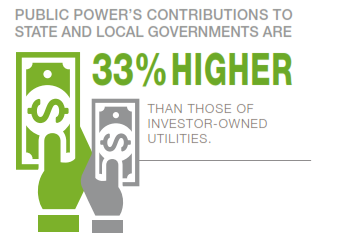 PUBLIC POWER'S CONTRIBUTIONS TO
STATE AND LOCAL GOVERNMENTS ARE
33% HIGHER
THAN THOSE OF
INVESTOR-OWNED
UTILITIES.
$
$